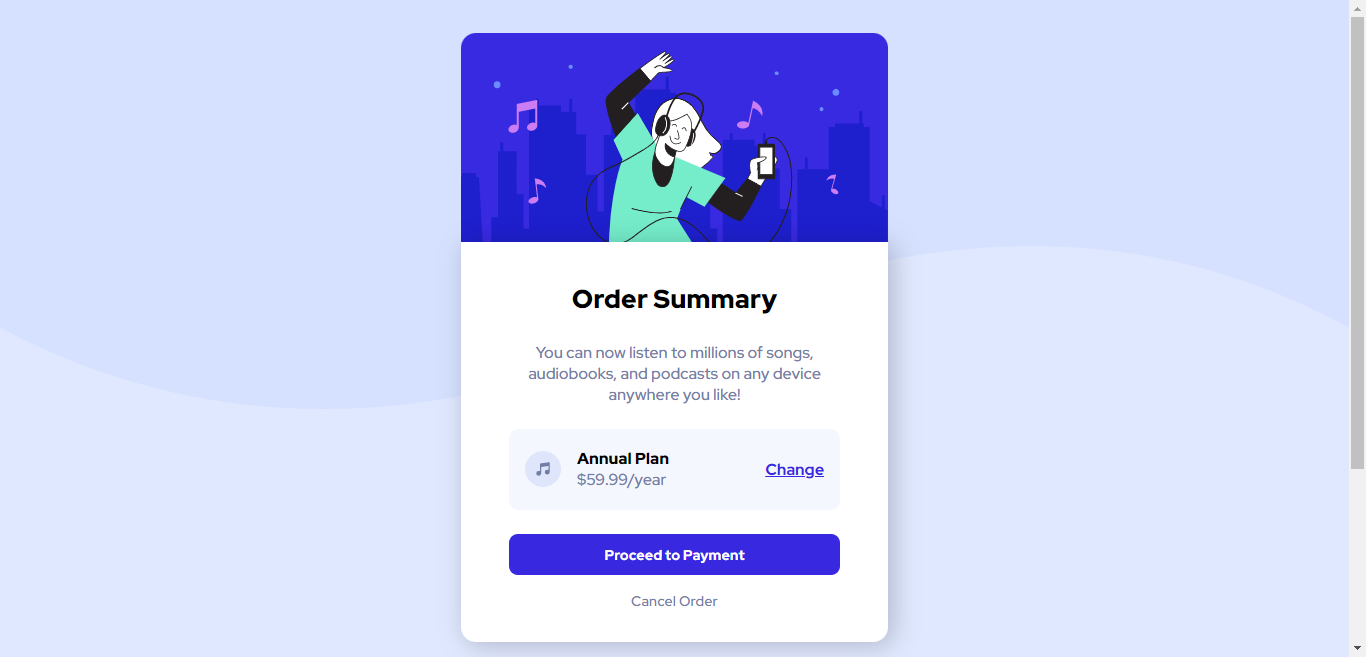 Order Summary
You can now listen to millions of songs,
audiobooks, and podcasts on any device
anywhere you like!
Annual Plan
$59.99/year
Change
Proceed to Payment
Cancel Order